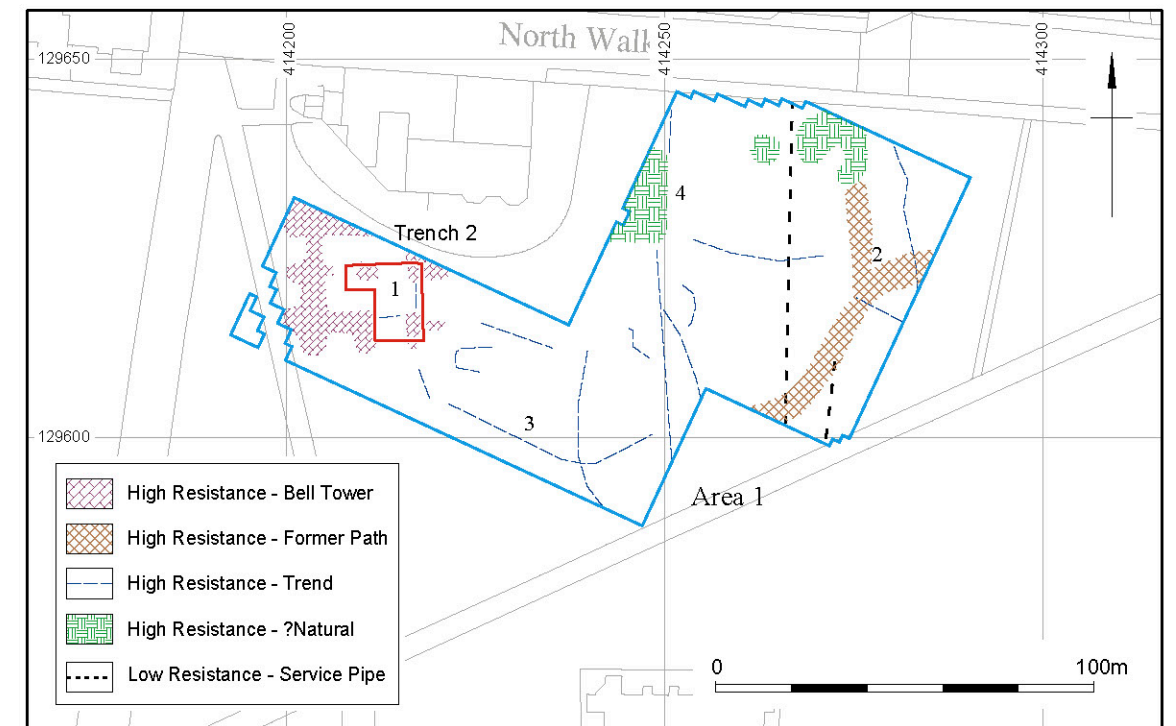 North Walk
129650
414200
414250
414300
Trench 2
4
2
1
3
129600
Area 1
High Resistance - Bell Tower
High Resistance - Former Path
High Resistance - Trend
High Resistance - ?Natural
Low Resistance - Service Pipe
0 100m